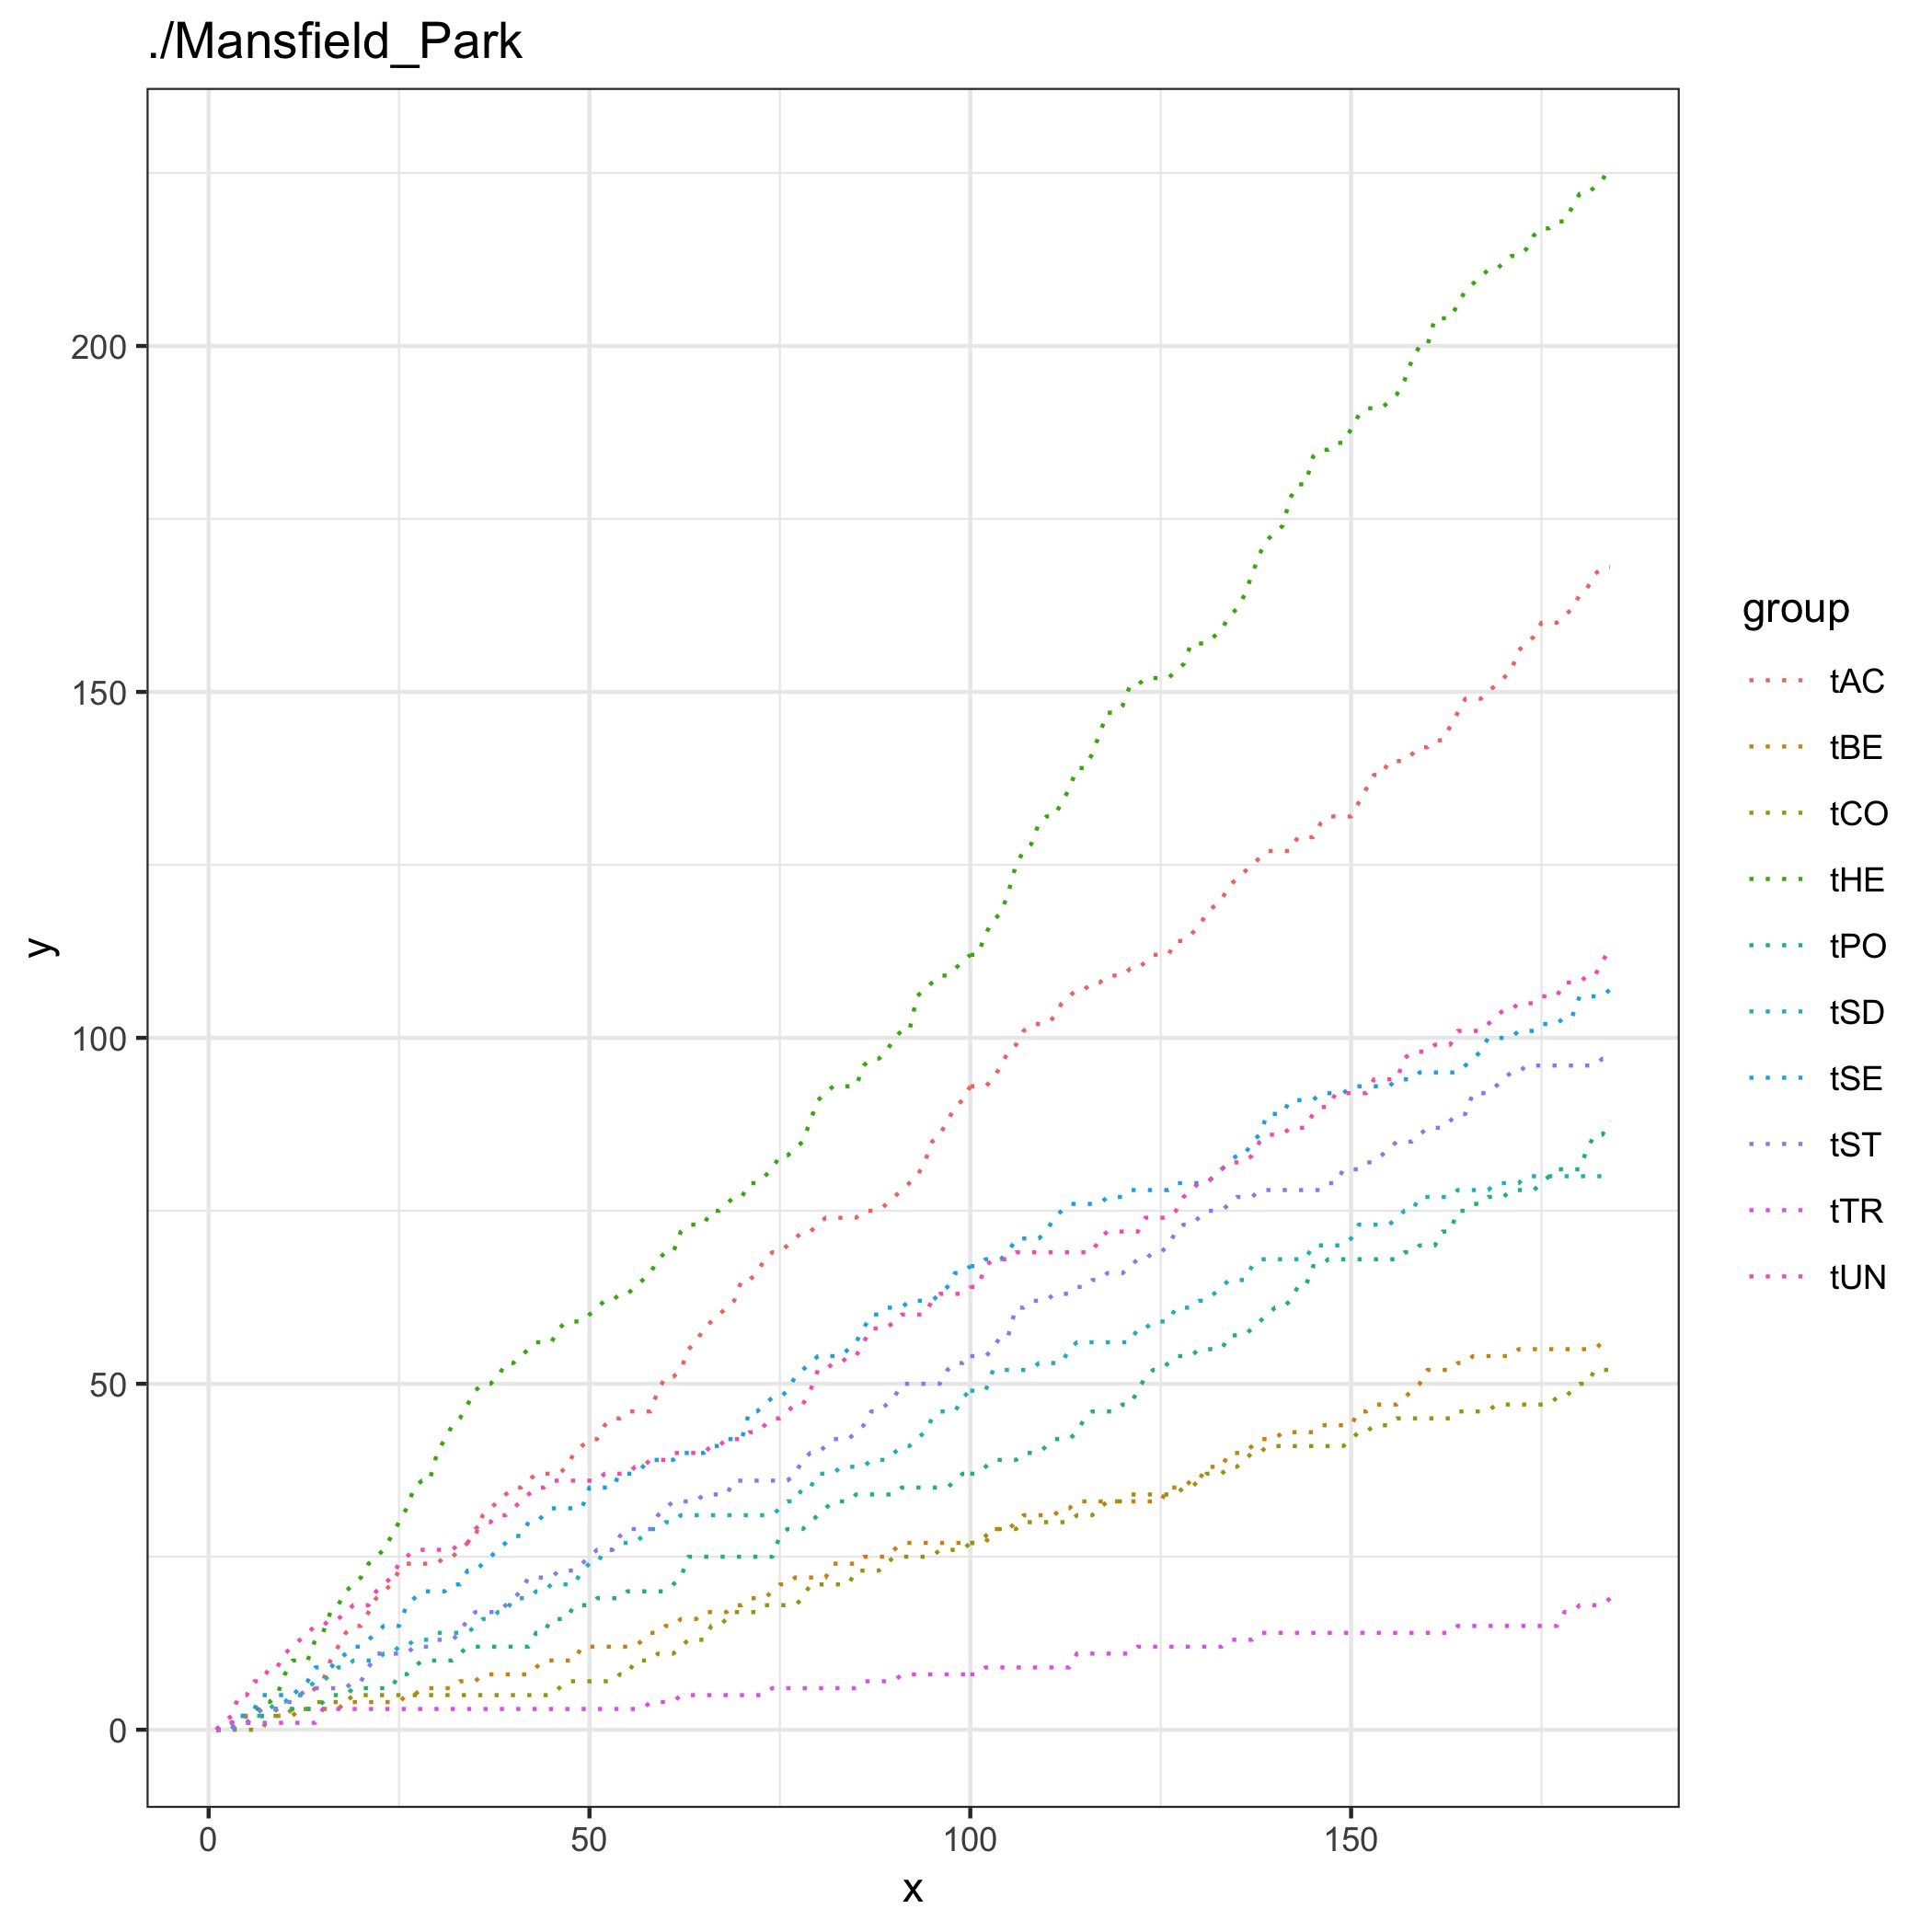 ./Mansfield_Park
200
150
100
50
0
y
0 50 100 150
x
group
tAC
tBE
tCO
tHE
tPO
tSD
tSE
tST
tTR
tUN